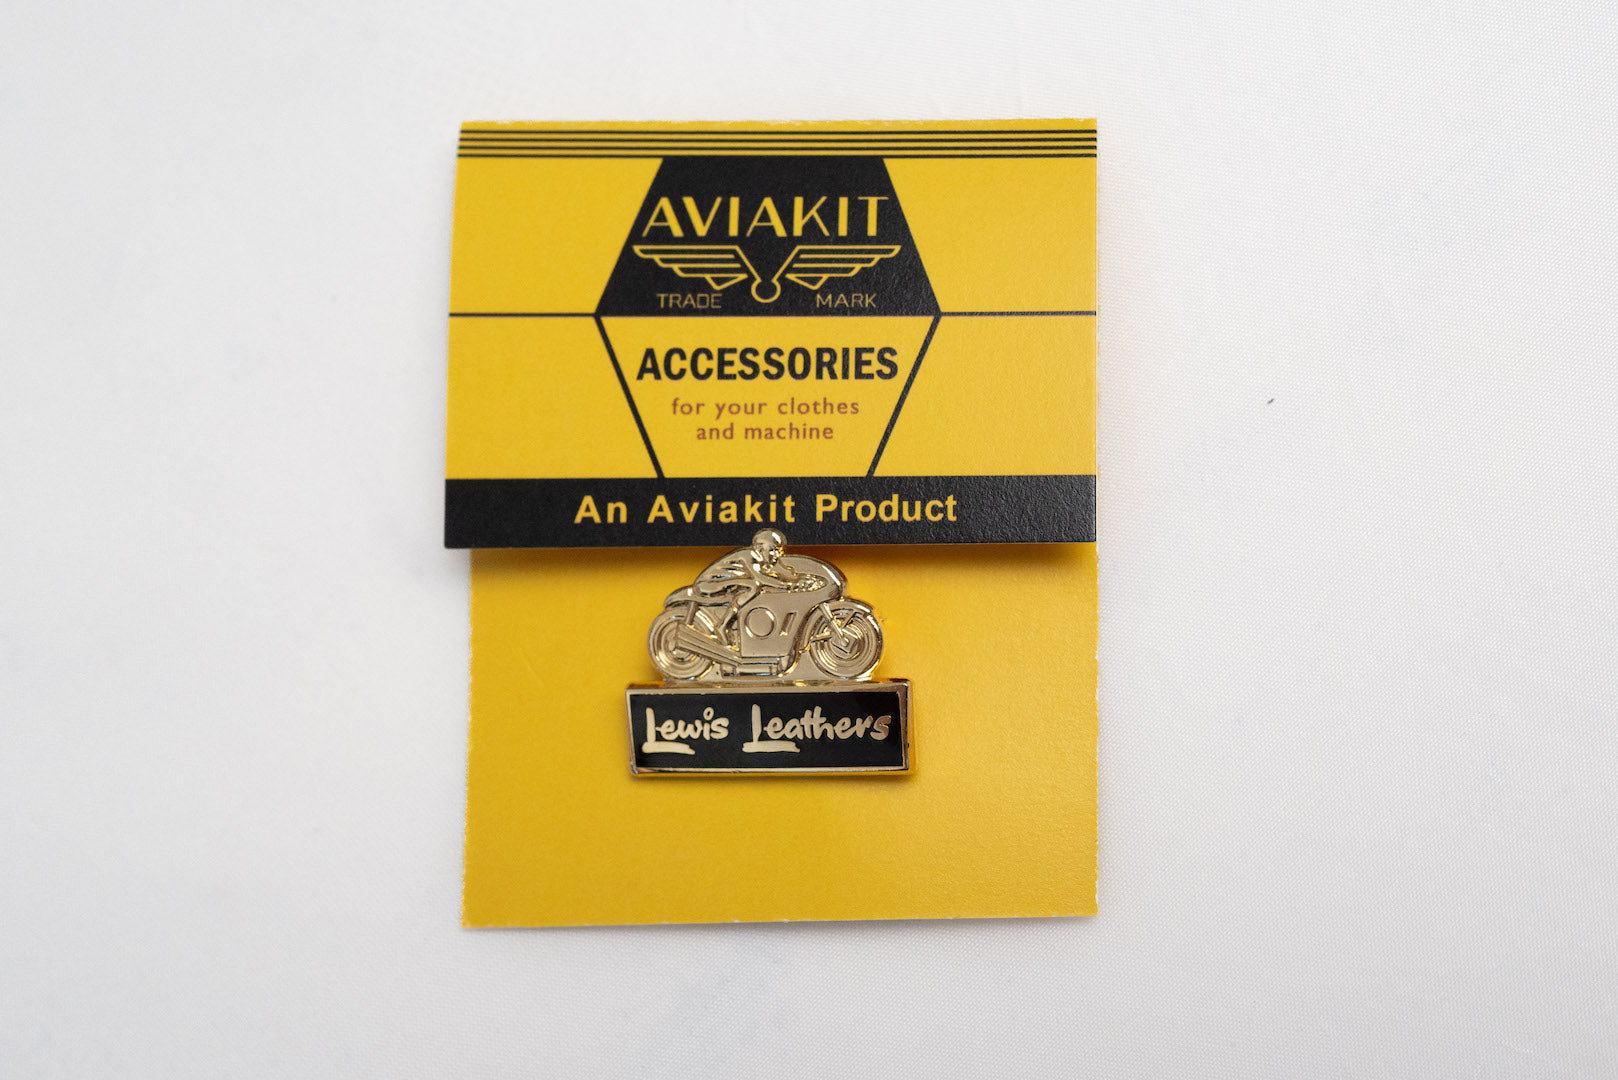 AVIAKIT
TRADE MARK
ACCESSORIES
for your clothes
and machine
An Aviakit Product
Lewis Leathers